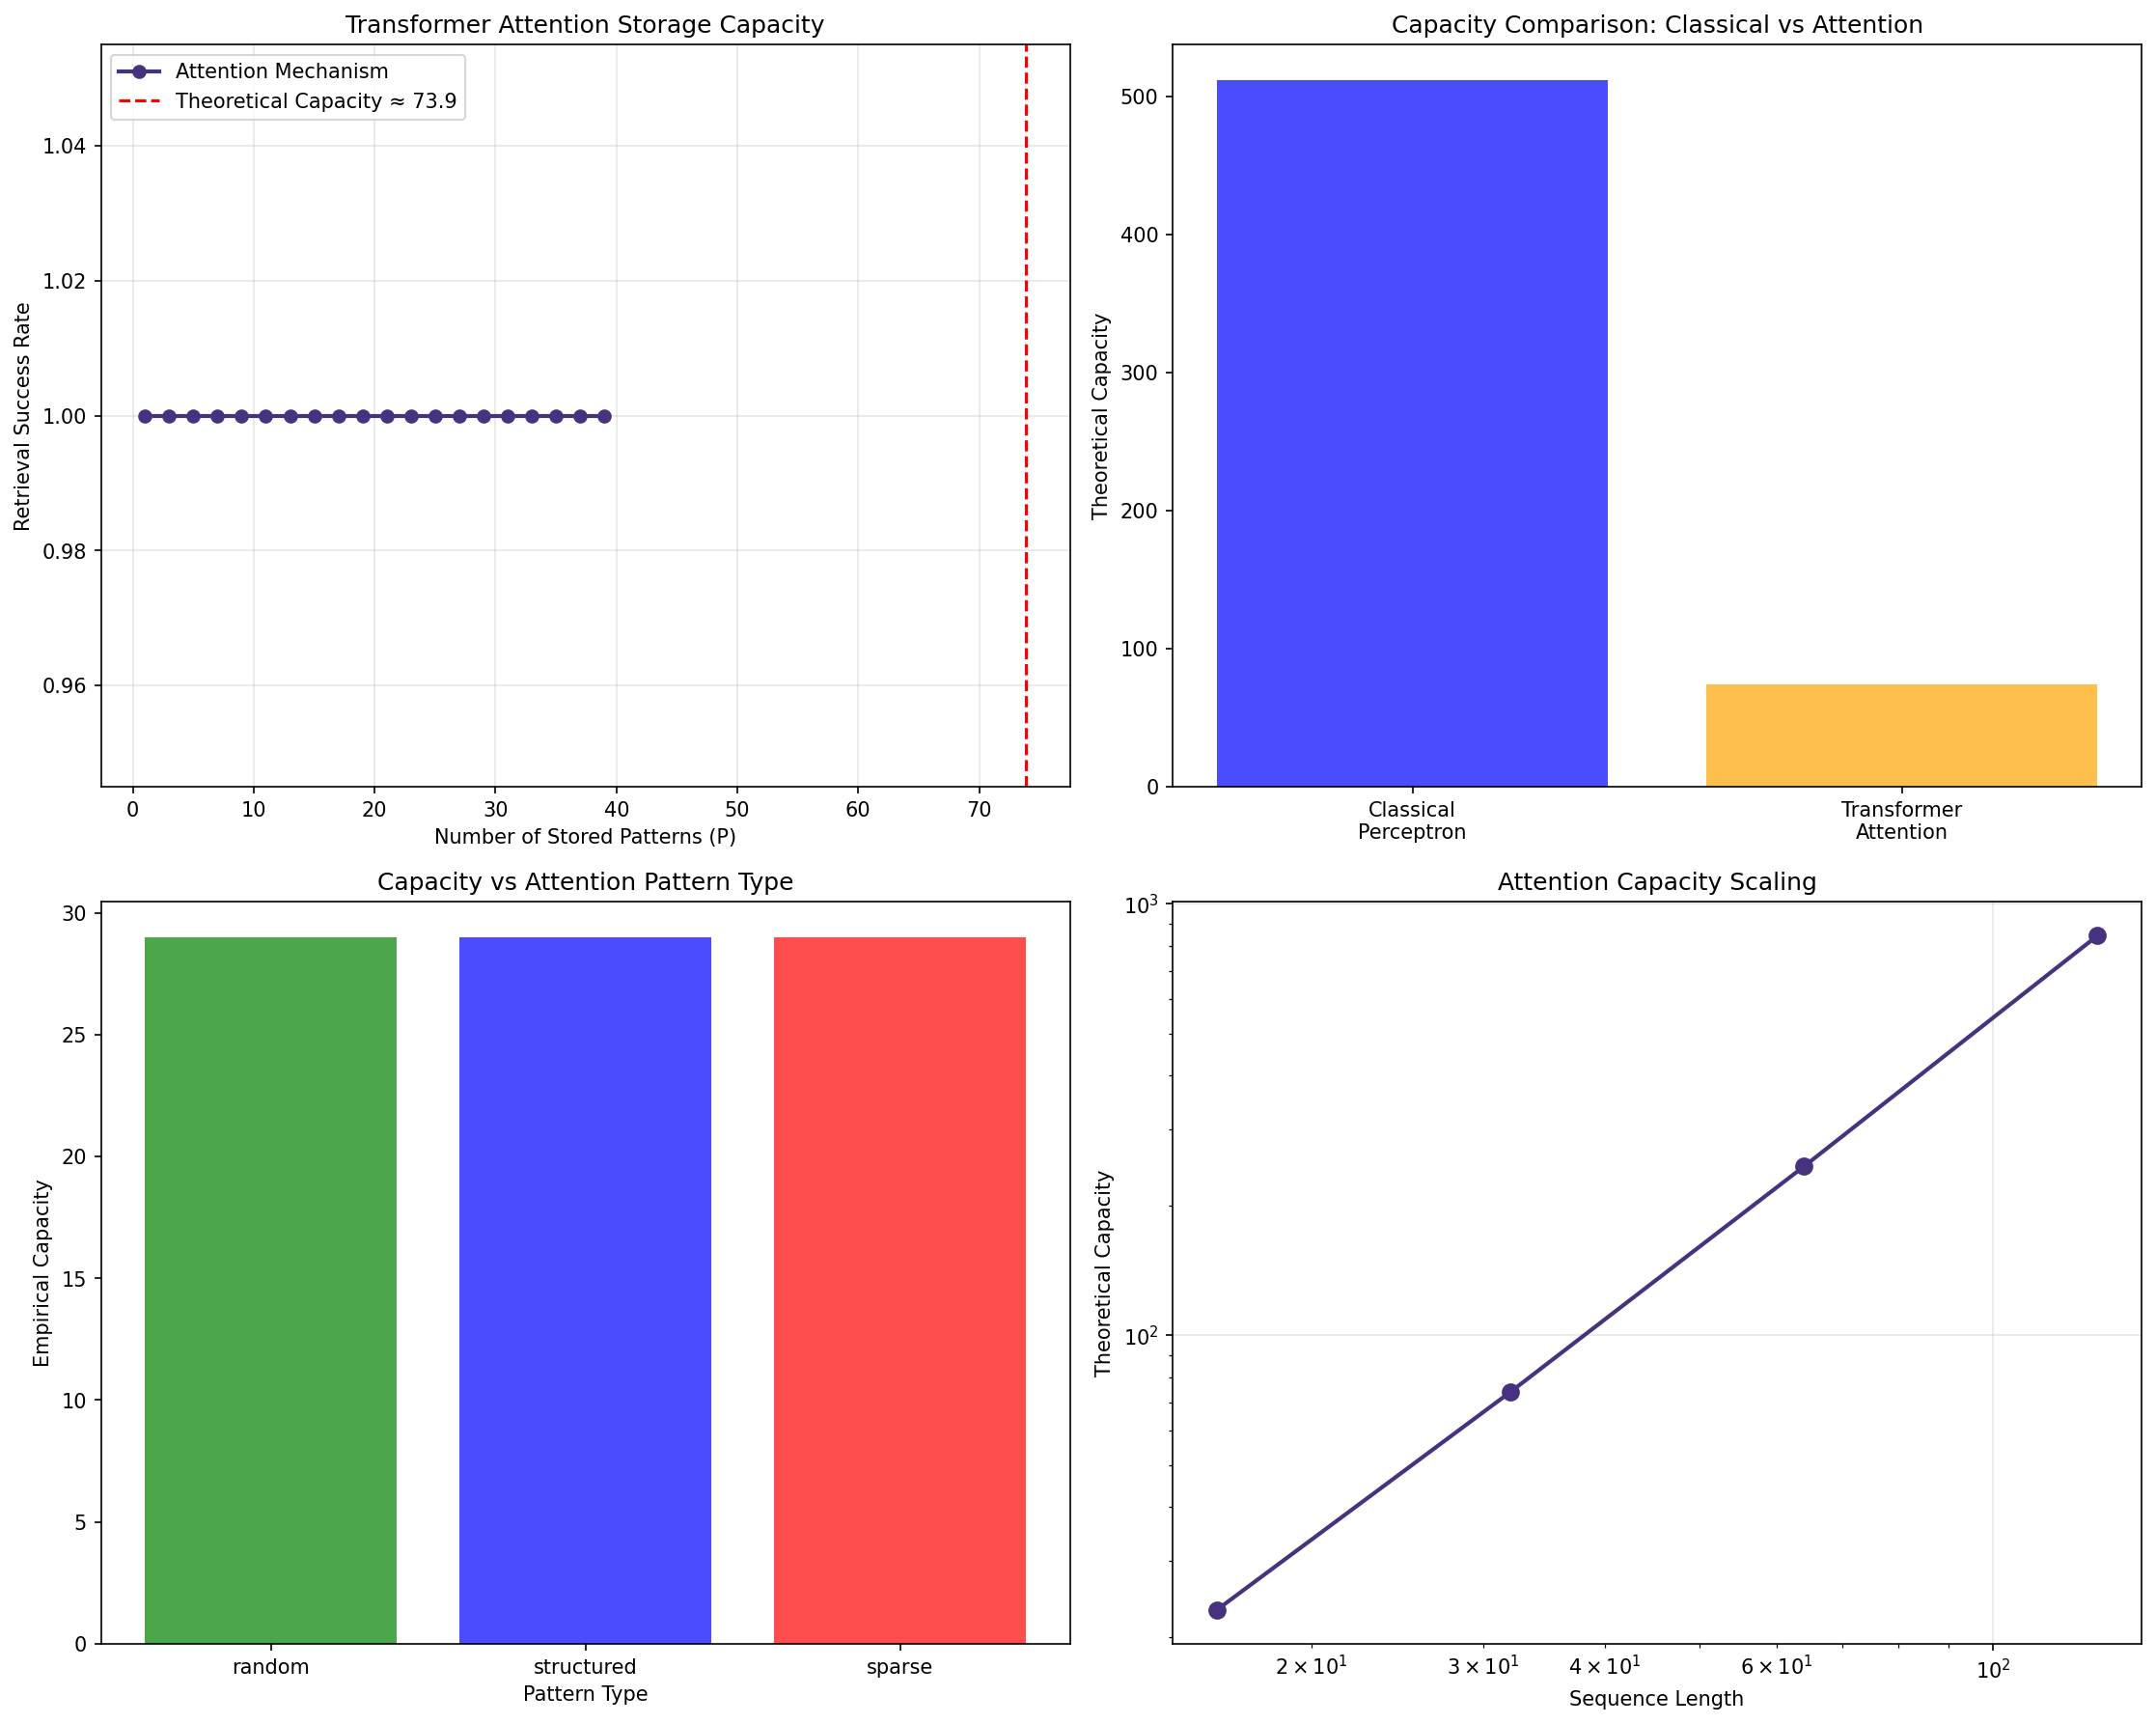 Transformer Attention Storage Capacity
Attention Mechanism
Theoretical Capacity ≈ 73.9
Retrieval Success Rate
1.04
1.02
1.00
0.98
0.96
0 10 20 30 40 50 60 70
Number of Stored Patterns (P)
Capacity Comparison: Classical vs Attention
Theoretical Capacity
500
400
300
200
100
0
Classical
Perceptron
Transformer
Attention
Capacity vs Attention Pattern Type
Empirical Capacity
30
25
20
15
10
5
0
random structured sparse
Pattern Type
Attention Capacity Scaling
Theoretical Capacity
10³
10²
2 × 10¹ 3 × 10¹ 4 × 10¹ 6 × 10¹ 10²
Sequence Length